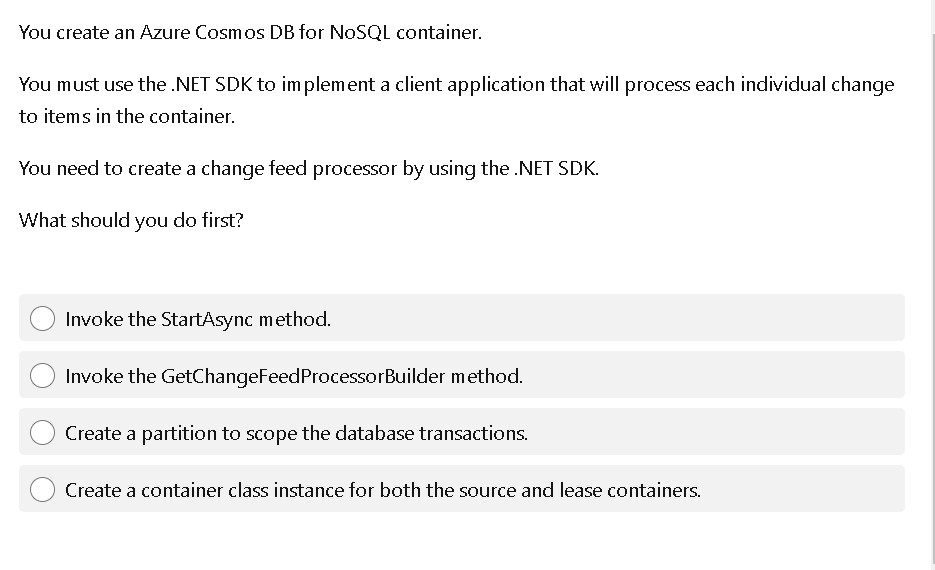 You create an Azure Cosmos DB for NoSQL container.
You must use the .NET SDK to implement a client application that will process each individual change
to items in the container.
You need to create a change feed processor by using the .NET SDK.
What should you do first?
Invoke the StartAsync method.
Invoke the GetChangeFeedProcessorBuilder method.
Create a partition to scope the database transactions.
Create a container class instance for both the source and lease containers.